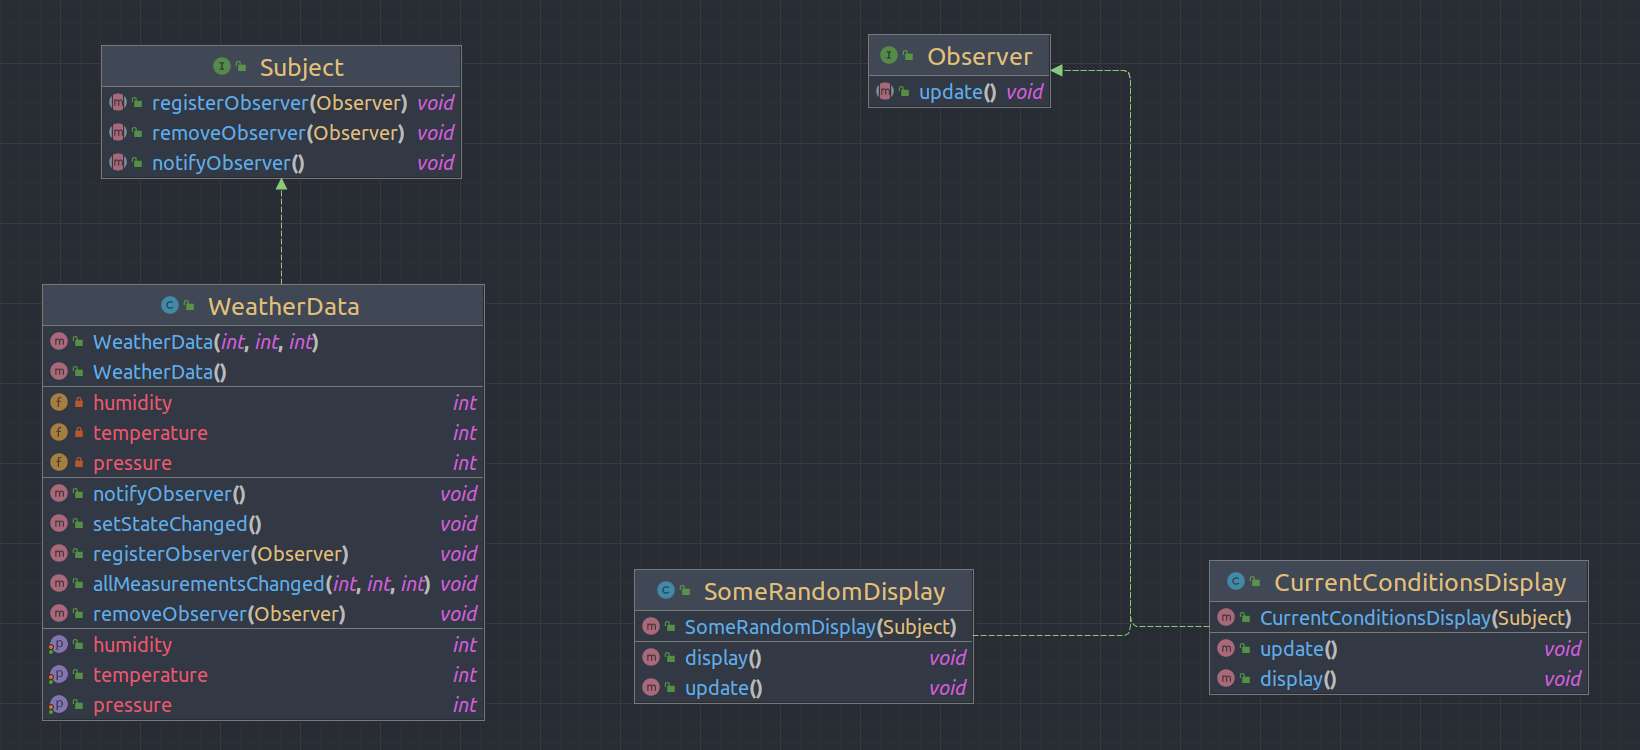 Subject
registerObserver(Observer) void
removeObserver(Observer) void
notifyObserver() void
Observer
update() void
WeatherData
WeatherData(int, int, int)
WeatherData()
humidity int
temperature int
pressure int
notifyObserver() void
setStateChanged() void
registerObserver(Observer) void
allMeasurementsChanged(int, int, int) void
removeObserver(Observer) void
humidity int
temperature int
pressure int
SomeRandomDisplay
SomeRandomDisplay(Subject)
display() void
update() void
CurrentConditionsDisplay
CurrentConditionsDisplay(Subject)
update() void
display() void